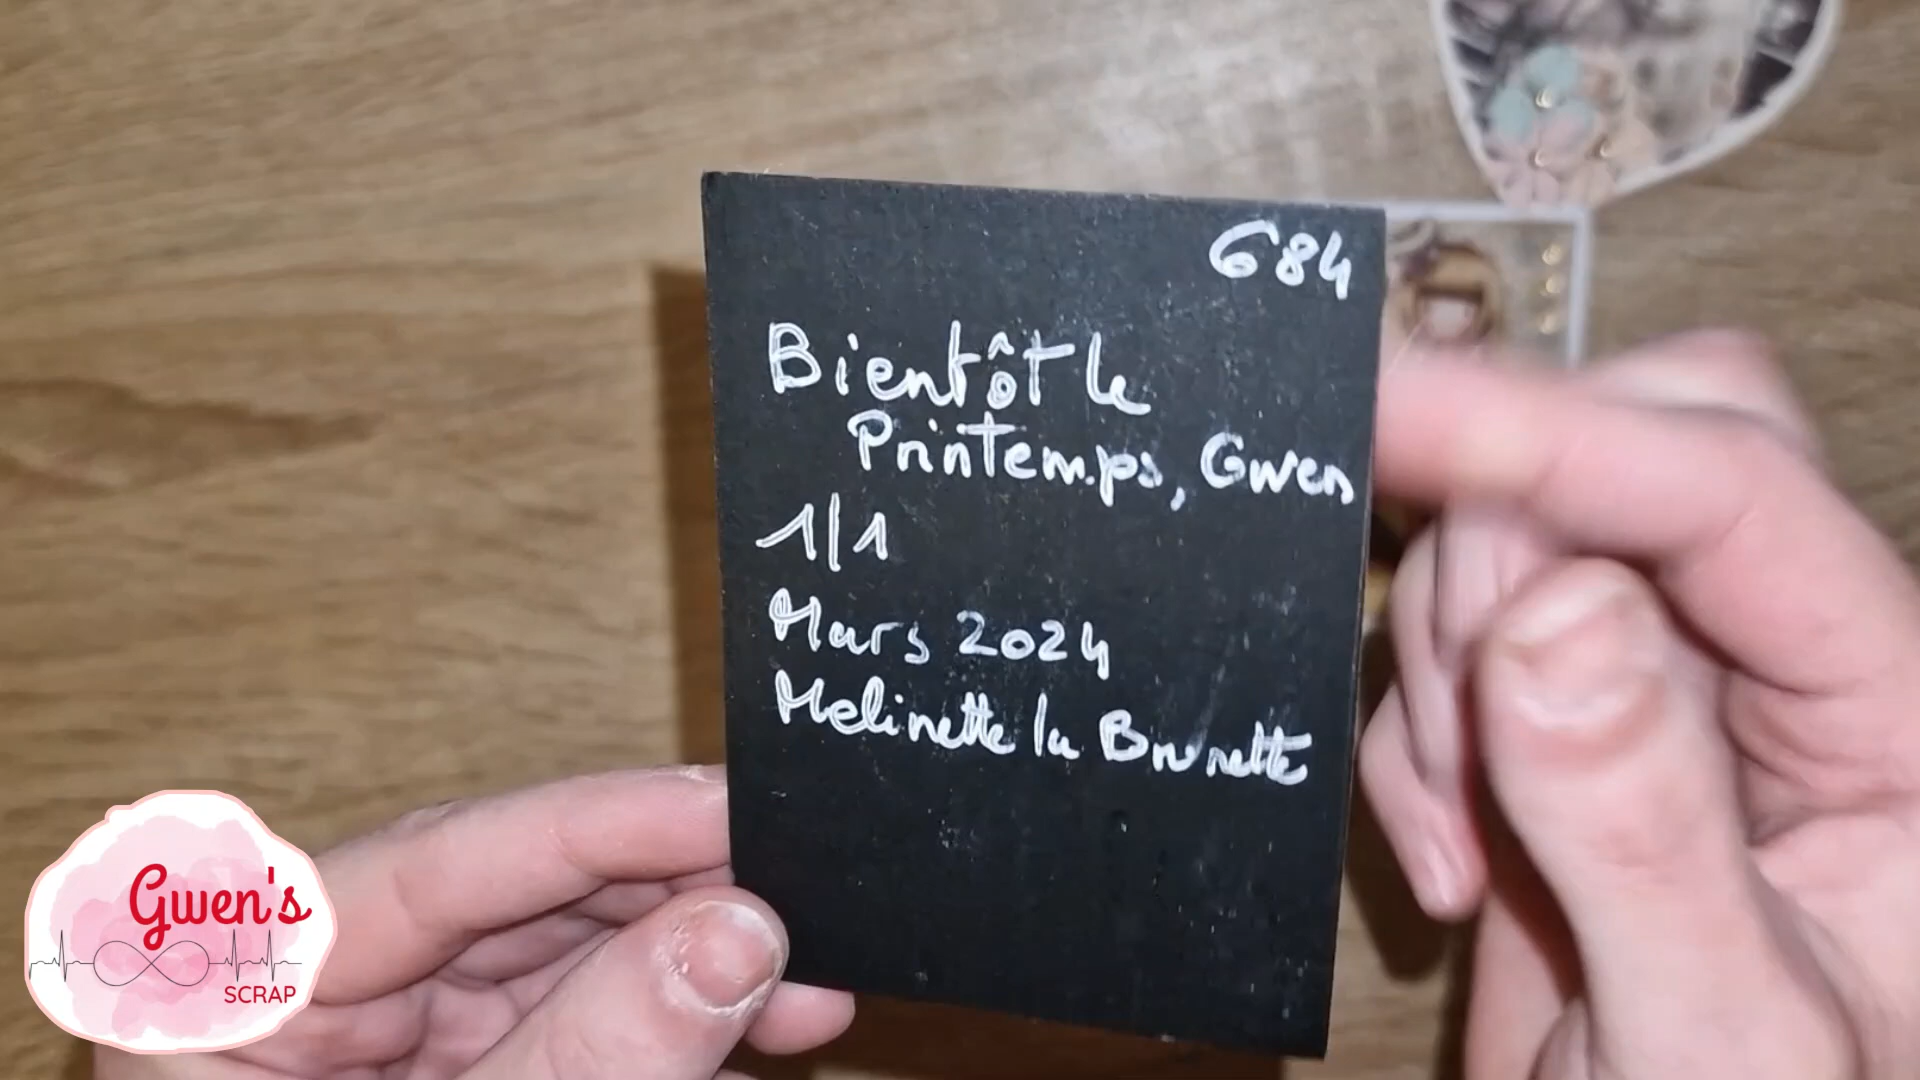 684
Bientôt le
Printemps, Gwen
1/1
Mars 2024
Melinette la Brunette
Gwen's
SCRAP